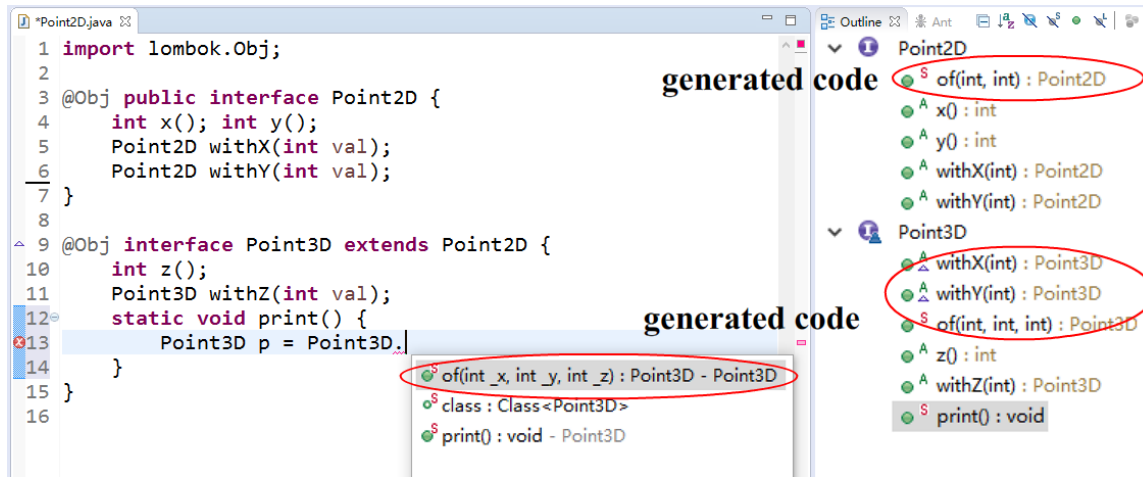 *Point2D.java
1 import lombok.Obj;
2
3 @Obj public interface Point2D {
4 int x(); int y();
5 Point2D withX(int val);
6 Point2D withY(int val);
7 }
8
9 @Obj interface Point3D extends Point2D {
10 int z();
11 Point3D withZ(int val);
12 static void print() {
13 Point3D p = Point3D.
14 }
15 }
16
of(int _x, int _y, int _z) : Point3D - Point3D
class : Class<Point3D>
print() : void - Point3D
generated code
generated code
Outline Ant
Point2D
of(int, int) : Point2D
x() : int
y() : int
withX(int) : Point2D
withY(int) : Point2D
Point3D
withX(int) : Point3D
withY(int) : Point3D
of(int, int, int) : Point3D
z() : int
withZ(int) : Point3D
print() : void